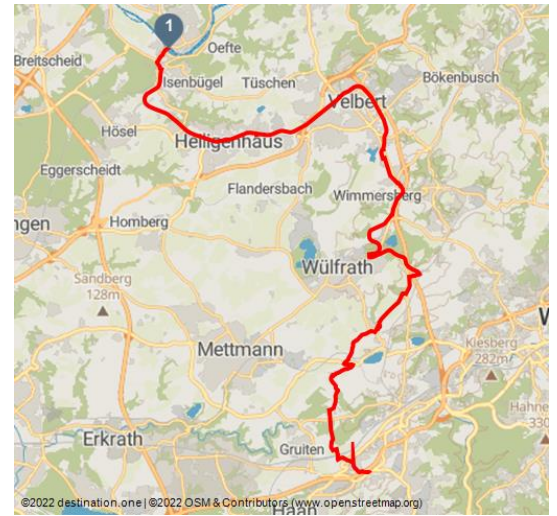 1
Oefte
Breitscheid
Isenbügel
Tüschen
Bökenbusch
Velbert
Hösel
Heiligenhaus
Eggerscheidt
Flandersbach
Wimmersberg
ngen
Homberg
Wülfrath
Sandberg
128m
W
Kiesberg
282m
Mettmann
Hahne
330
Erkrath
Gruiten
Haan
©2022 destination.one | ©2022 OSM & Contributors (www.openstreetmap.org)